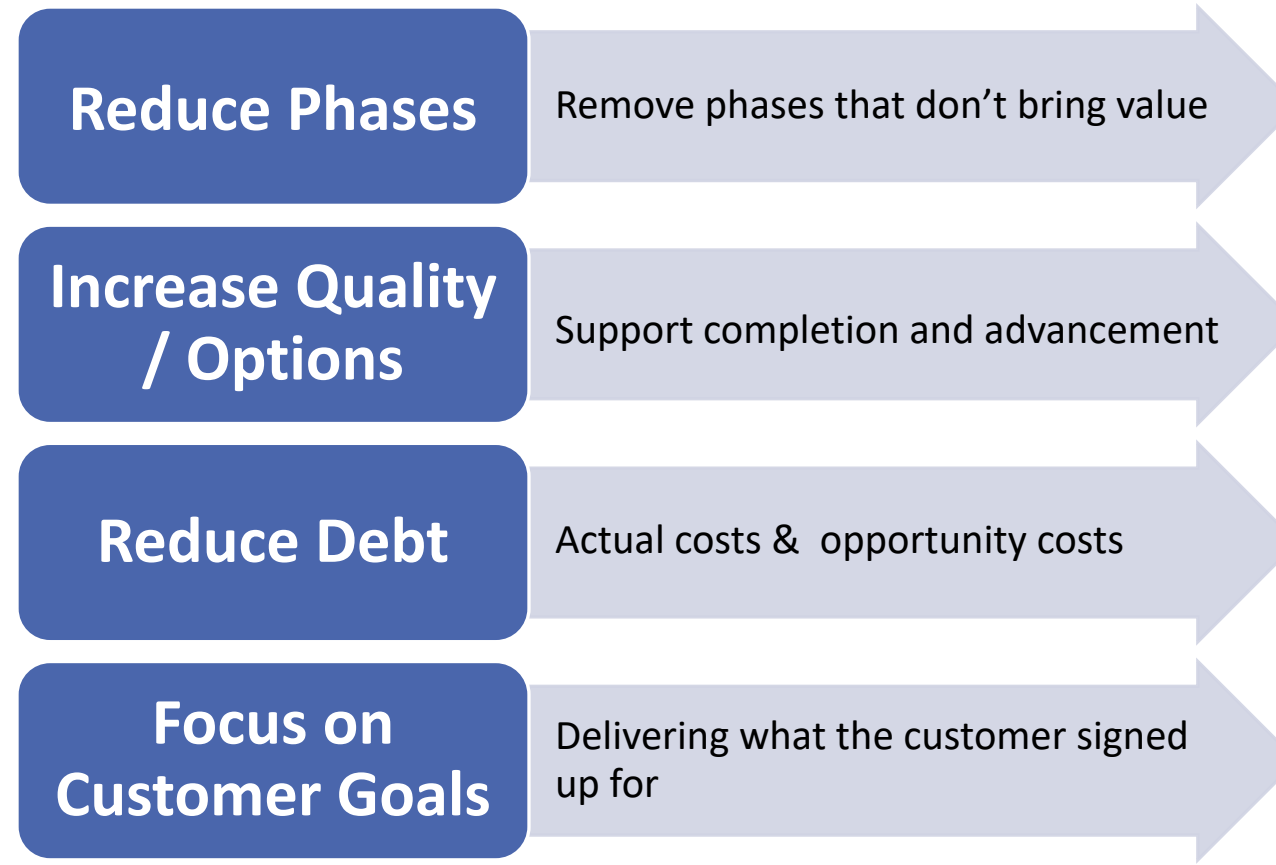 Reduce Phases
Remove phases that don’t bring value
Increase Quality
/ Options
Support completion and advancement
Reduce Debt
Actual costs &  opportunity costs
Focus on
Customer Goals
Delivering what the customer signed
up for